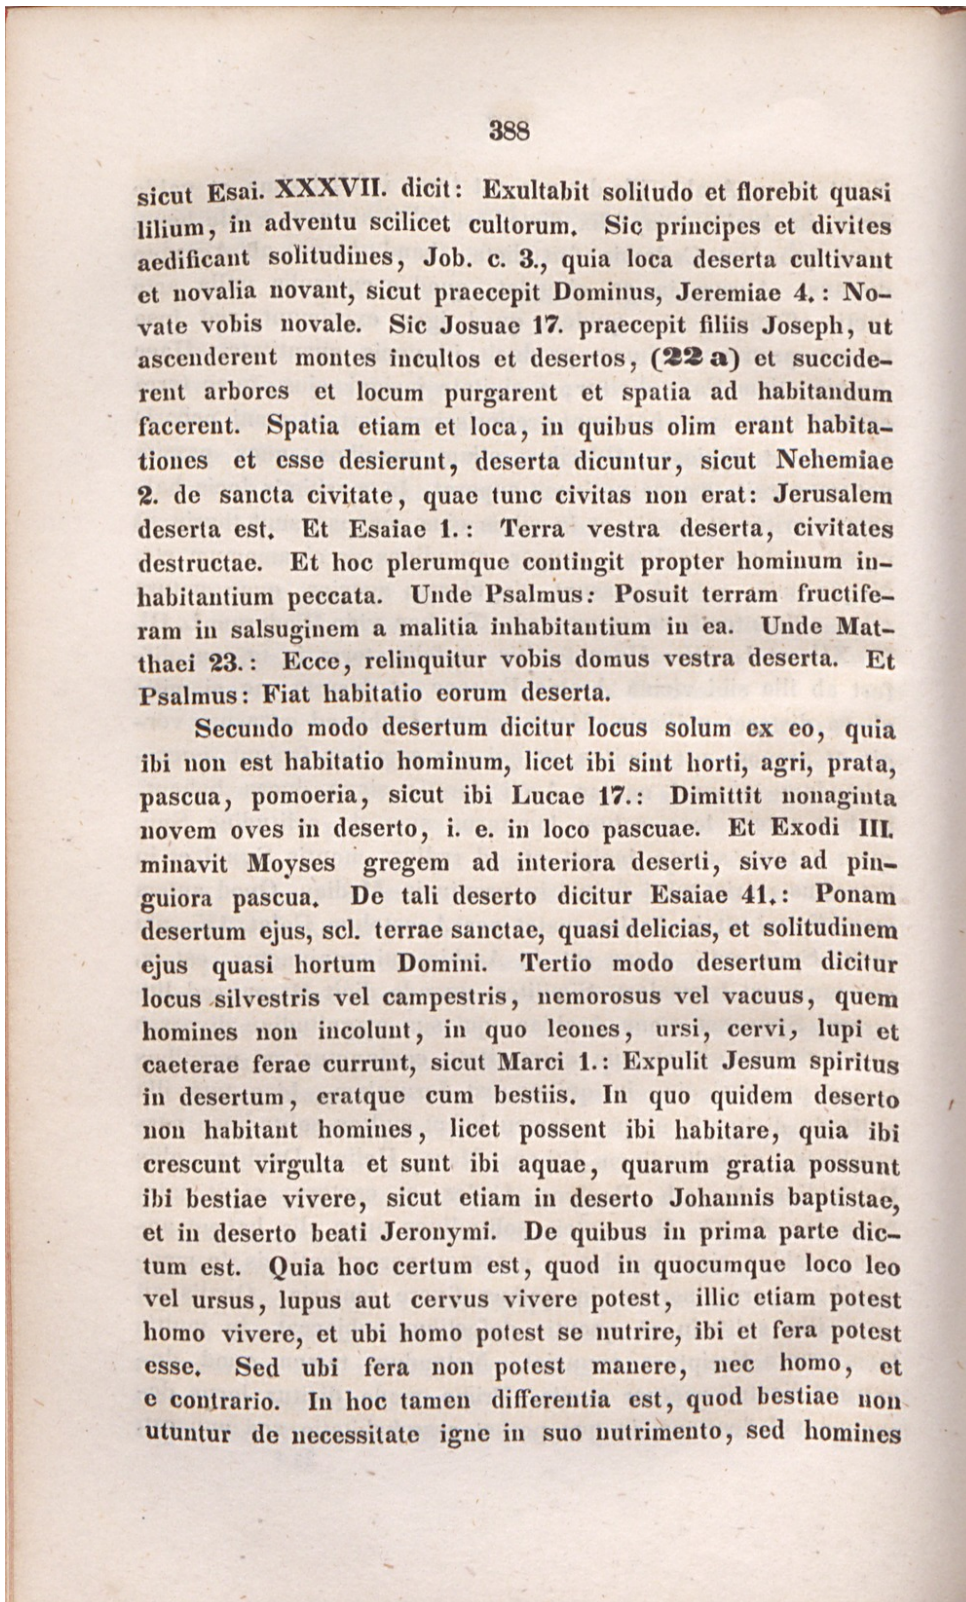 388
sicut Esai. XXXVII. dicit: Exultabit solitudo et florebit quasi
lilium, in adventu scilicet cultorum. Sic principes et divites
aedificant solitudines, Job. c. 3., quia loca deserta cultivant
et novalia novant, sicut praecepit Dominus, Jeremiae 4.: No-
vate vobis novale. Sic Josuae 17. praecepit filiis Joseph, ut
ascenderent montes incultos et desertos, (22 a) et succide-
rent arbores et locum purgarent et spatia ad habitandum
facerent. Spatia etiam et loca, in quibus olim erant habita-
tiones et esse desierunt, deserta dicuntur, sicut Nehemiae
2. de sancta civitate, quae tunc civitas non erat: Jerusalem
deserta est. Et Esaiae 1.: Terra vestra deserta, civitates
destructae. Et hoc plerumque contingit propter hominum in-
habitantium peccata. Unde Psalmus: Posuit terram fructife-
ram in salsuginem a malitia inhabitantium in ea. Unde Mat-
thaei 23.: Ecce, relinquitur vobis domus vestra deserta. Et
Psalmus: Fiat habitatio eorum deserta.
Secundo modo desertum dicitur locus solum ex eo, quia
ibi non est habitatio hominum, licet ibi sint horti, agri, prata,
pascua, pomoeria, sicut ibi Lucae 17.: Dimittit nonaginta
novem oves in deserto, i. e. in loco pascuae. Et Exodi III.
minavit Moyses gregem ad interiora deserti, sive ad pin-
guiora pascua. De tali deserto dicitur Esaiae 41.: Ponam
desertum ejus, scl. terrae sanctae, quasi delicias, et solitudinem
ejus quasi hortum Domini. Tertio modo desertum dicitur
locus silvestris vel campestris, nemorosus vel vacuus, quem
homines non incolunt, in quo leones, ursi, cervi, lupi et
caeterae ferae currunt, sicut Marci 1.: Expulit Jesum spiritus
in desertum, eratque cum bestiis. In quo quidem deserto
non habitant homines, licet possent ibi habitare, quia ibi
crescunt virgulta et sunt ibi aquae, quarum gratia possunt
ibi bestiae vivere, sicut etiam in deserto Johannis baptistae,
et in deserto beati Jeronymi. De quibus in prima parte dic-
tum est. Quia hoc certum est, quod in quocumque loco leo
vel ursus, lupus aut cervus vivere potest, illic etiam potest
homo vivere, et ubi homo potest se nutrire, ibi et fera potest
esse. Sed ubi fera non potest manere, nec homo, et
e contrario. In hoc tamen differentia est, quod bestiae non
utuntur de necessitate igne in suo nutrimento, sed homines